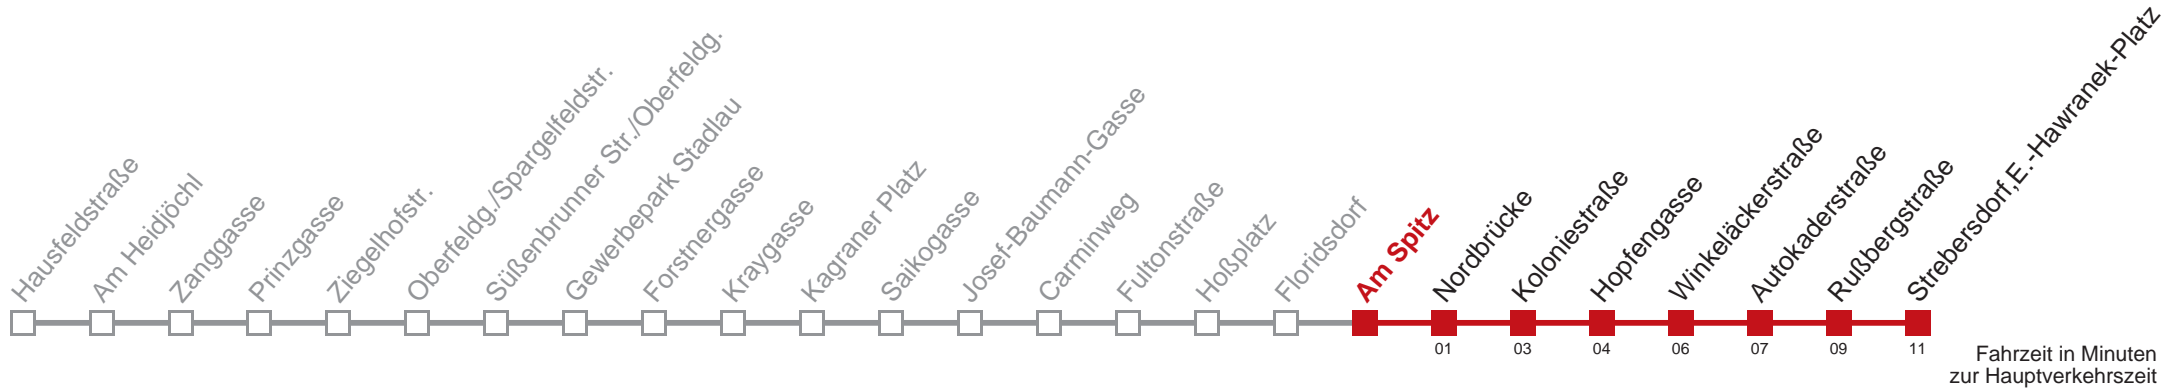 Hausfeldstraße
Am Heidjöchl
Zanggasse
Prinzgasse
Ziegelhofstr.
Oberfeldg./Spargelfeldstr.
Süßenbrunner Str./Oberfeldg.
Gewerbepark Stadlau
Forstnergasse
Kraygasse
Kagraner Platz
Saikogasse
Josef-Baumann-Gasse
Carminweg
Fultonstraße
Hoßplatz
Floridsdorf
Am Spitz
Nordbrücke
Koloniestraße
Hopfengasse
Winkeläckerstraße
Autokaderstraße
Rußbergstraße
Strebersdorf,E.-Hawranek-Platz
01 03 04 06 07 09 11
Fahrzeit in Minuten
zur Hauptverkehrszeit